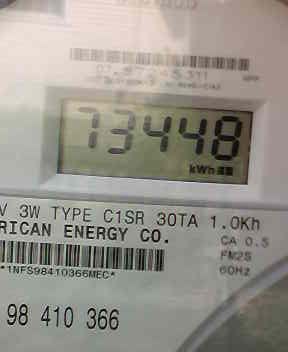 73448
kWh
V 3W TYPE C1SR 30TA 1.0Kh
RICAN ENERGY CO.
CA 0.5
FM2S
60Hz
*1NFS98410366MEC*
98 410 366